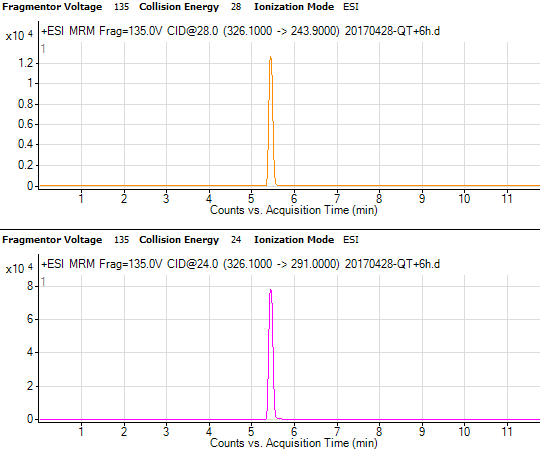 Fragmentor Voltage 135 Collision Energy 28 Ionization Mode ESI
x10 4 +ESI MRM Frag=135.0V CID@28.0 (326.1000 -> 243.9000) 20170428-QT+6h.d
1
1.2
1
0.8
0.6
0.4
0.2
0
1 2 3 4 5 6 7 8 9 10 11
Counts vs. Acquisition Time (min)
Fragmentor Voltage 135 Collision Energy 24 Ionization Mode ESI
x10 4 +ESI MRM Frag=135.0V CID@24.0 (326.1000 -> 291.0000) 20170428-QT+6h.d
1
8
6
4
2
0
1 2 3 4 5 6 7 8 9 10 11
Counts vs. Acquisition Time (min)